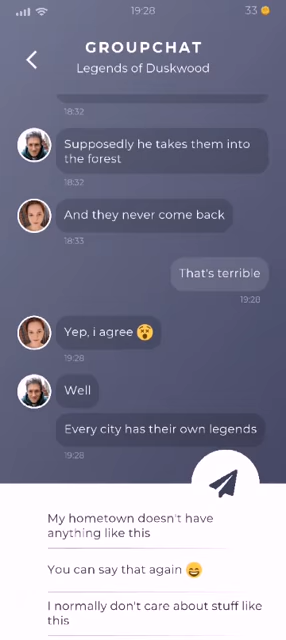 19:28
33
GROUPCHAT
Legends of Duskwood
18:32
Supposedly he takes them into
the forest
18:32
And they never come back
18:33
That's terrible
19:28
Yep, i agree 😲
19:28
Well
Every city has their own legends
19:28
My hometown doesn't have
anything like this
You can say that again 😄
I normally don't care about stuff like
this